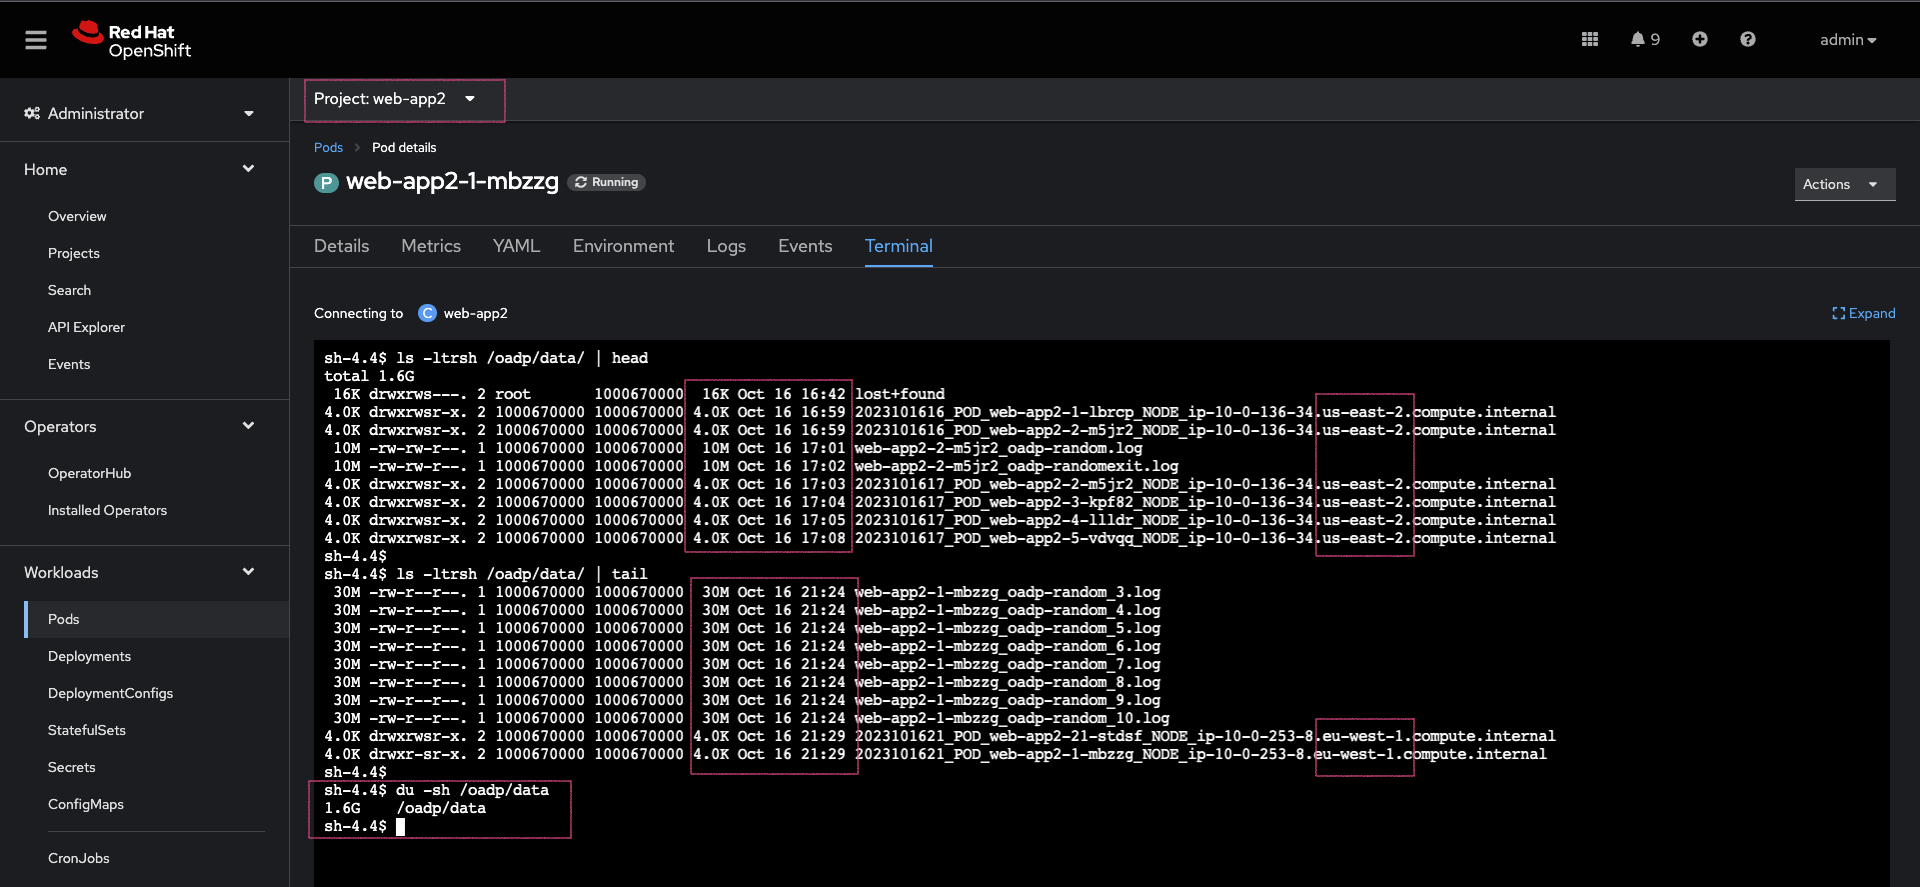 Red Hat
OpenShift
9
admin
Administrator
Project: web-app2
Home
Overview
Projects
Search
API Explorer
Events
Operators
OperatorHub
Installed Operators
Workloads
Pods
Deployments
DeploymentConfigs
StatefulSets
Secrets
ConfigMaps
CronJobs
Pods > Pod details
P web-app2-1-mbzzg Running
Actions
Details Metrics YAML Environment Logs Events Terminal
Connecting to C web-app2
Expand
sh-4.4$ ls -ltrsh /oadp/data/ | head
total 1.6G
16K drwxrws---. 2 root 1000670000 16K Oct 16 16:42 lost+found
4.0K drwxrwsr-x. 2 1000670000 1000670000 4.0K Oct 16 16:59 2023101616_POD_web-app2-1-lbrcp_NODE_ip-10-0-136-34.us-east-2.compute.internal
4.0K drwxrwsr-x. 2 1000670000 1000670000 4.0K Oct 16 16:59 2023101616_POD_web-app2-2-m5jr2_NODE_ip-10-0-136-34.us-east-2.compute.internal
10M -rw-rw-r--. 1 1000670000 1000670000 10M Oct 16 17:01 web-app2-2-m5jr2_oadp-random.log
10M -rw-rw-r--. 1 1000670000 1000670000 10M Oct 16 17:02 web-app2-2-m5jr2_oadp-randomexit.log
4.0K drwxrwsr-x. 2 1000670000 1000670000 4.0K Oct 16 17:03 2023101617_POD_web-app2-2-m5jr2_NODE_ip-10-0-136-34.us-east-2.compute.internal
4.0K drwxrwsr-x. 2 1000670000 1000670000 4.0K Oct 16 17:04 2023101617_POD_web-app2-3-kpf82_NODE_ip-10-0-136-34.us-east-2.compute.internal
4.0K drwxrwsr-x. 2 1000670000 1000670000 4.0K Oct 16 17:05 2023101617_POD_web-app2-4-llldr_NODE_ip-10-0-136-34.us-east-2.compute.internal
4.0K drwxrwsr-x. 2 1000670000 1000670000 4.0K Oct 16 17:08 2023101617_POD_web-app2-5-vdvqq_NODE_ip-10-0-136-34.us-east-2.compute.internal
sh-4.4$
sh-4.4$ ls -ltrsh /oadp/data/ | tail
30M -rw-r--r--. 1 1000670000 1000670000 30M Oct 16 21:24 web-app2-1-mbzzg_oadp-random_3.log
30M -rw-r--r--. 1 1000670000 1000670000 30M Oct 16 21:24 web-app2-1-mbzzg_oadp-random_4.log
30M -rw-r--r--. 1 1000670000 1000670000 30M Oct 16 21:24 web-app2-1-mbzzg_oadp-random_5.log
30M -rw-r--r--. 1 1000670000 1000670000 30M Oct 16 21:24 web-app2-1-mbzzg_oadp-random_6.log
30M -rw-r--r--. 1 1000670000 1000670000 30M Oct 16 21:24 web-app2-1-mbzzg_oadp-random_7.log
30M -rw-r--r--. 1 1000670000 1000670000 30M Oct 16 21:24 web-app2-1-mbzzg_oadp-random_8.log
30M -rw-r--r--. 1 1000670000 1000670000 30M Oct 16 21:24 web-app2-1-mbzzg_oadp-random_9.log
30M -rw-r--r--. 1 1000670000 1000670000 30M Oct 16 21:24 web-app2-1-mbzzg_oadp-random_10.log
4.0K drwxrwsr-x. 2 1000670000 1000670000 4.0K Oct 16 21:29 2023101621_POD_web-app2-21-stdsf_NODE_ip-10-0-253-8.eu-west-1.compute.internal
4.0K drwxr-sr-x. 2 1000670000 1000670000 4.0K Oct 16 21:29 2023101621_POD_web-app2-1-mbzzg_NODE_ip-10-0-253-8.eu-west-1.compute.internal
sh-4.4$
sh-4.4$ du -sh /oadp/data
1.6G /oadp/data
sh-4.4$